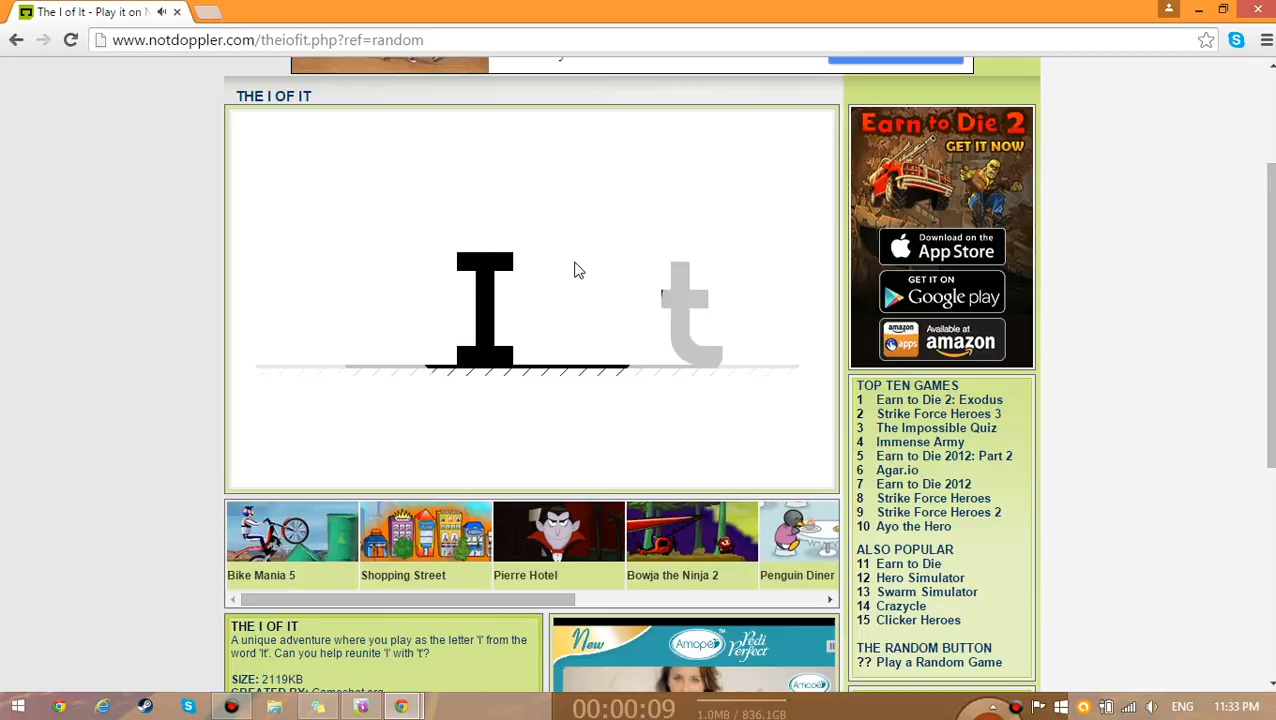 The I of It - Play it on N
www.notdoppler.com/theiofit.php?ref=random
THE I OF IT
I t
Earn to Die 2
GET IT NOW
Download on the
App Store
GET IT ON
Google play
amazon apps
Available at
amazon
TOP TEN GAMES
1 Earn to Die 2: Exodus
2 Strike Force Heroes 3
3 The Impossible Quiz
4 Immense Army
5 Earn to Die 2012: Part 2
6 Agar.io
7 Earn to Die 2012
8 Strike Force Heroes
9 Strike Force Heroes 2
10 Ayo the Hero
ALSO POPULAR
11 Earn to Die
12 Hero Simulator
13 Swarm Simulator
14 Crazycle
15 Clicker Heroes
THE RANDOM BUTTON
?? Play a Random Game
Bike Mania 5
Shopping Street
Pierre Hotel
Bowja the Ninja 2
Penguin Diner
THE I OF IT
A unique adventure where you play as the letter 'I' from the
word 'It'. Can you help reunite 'I' with 't'?
SIZE: 2119KB
New
Amopé
Pedi
Perfect
Amopé
00:00:09
1.0MB / 836.1GB
ENG
11:33 PM